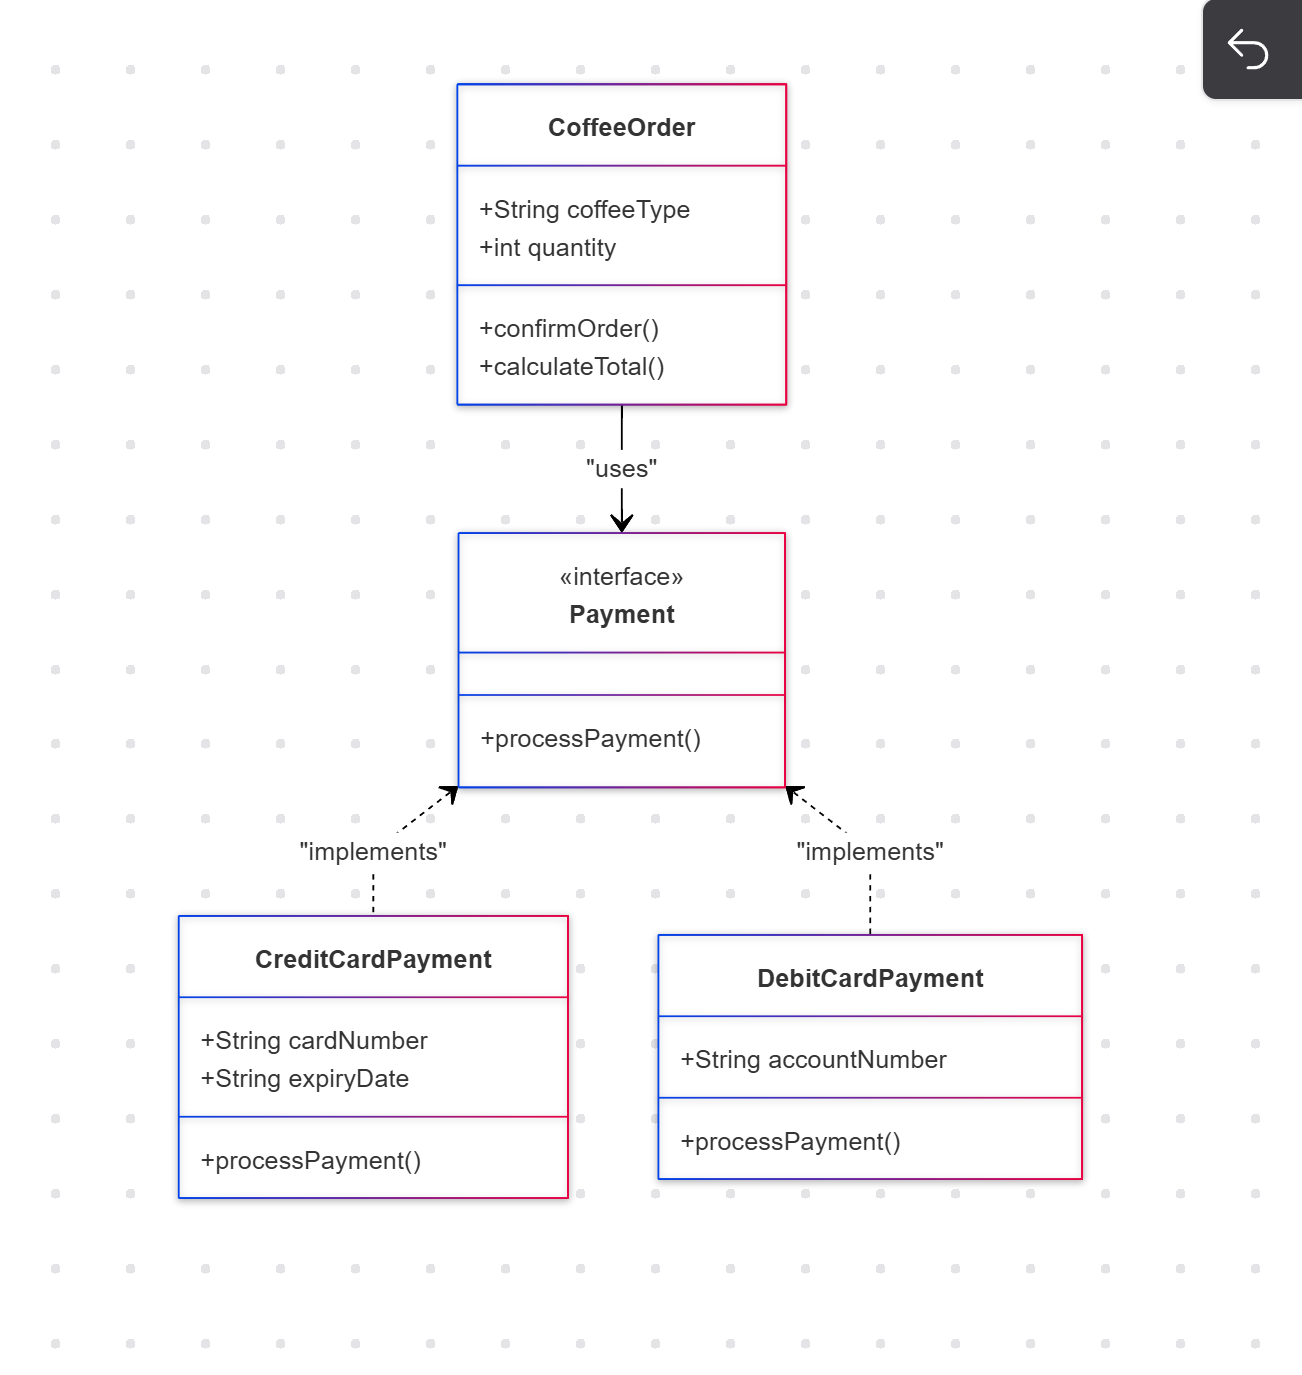 CoffeeOrder
+String coffeeType
+int quantity
+confirmOrder()
+calculateTotal()
"uses"
«interface»
Payment
+processPayment()
"implements"
"implements"
CreditCardPayment
+String cardNumber
+String expiryDate
+processPayment()
DebitCardPayment
+String accountNumber
+processPayment()